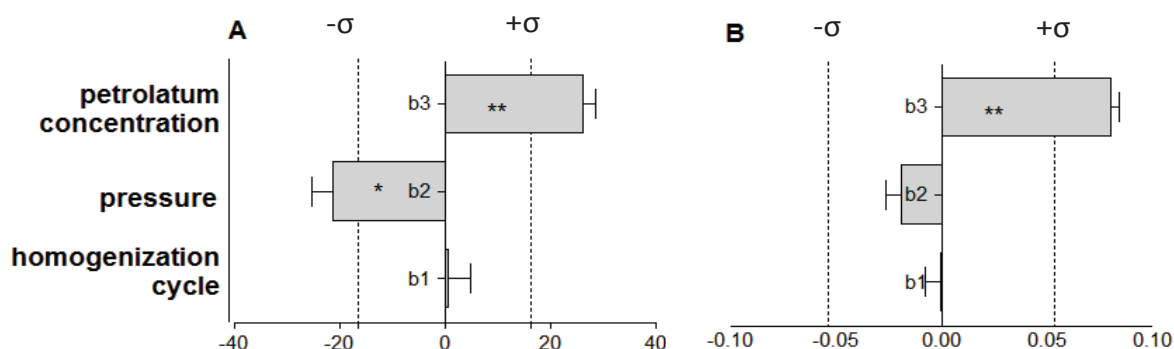 A
-σ
+σ
B
-σ
+σ
petrolatum
concentration
b3
**
b3
**
pressure
*
b2
b2
homogenization
cycle
b1
b1
-40
-20
0
20
40
-0.10
-0.05
0.00
0.05
0.10